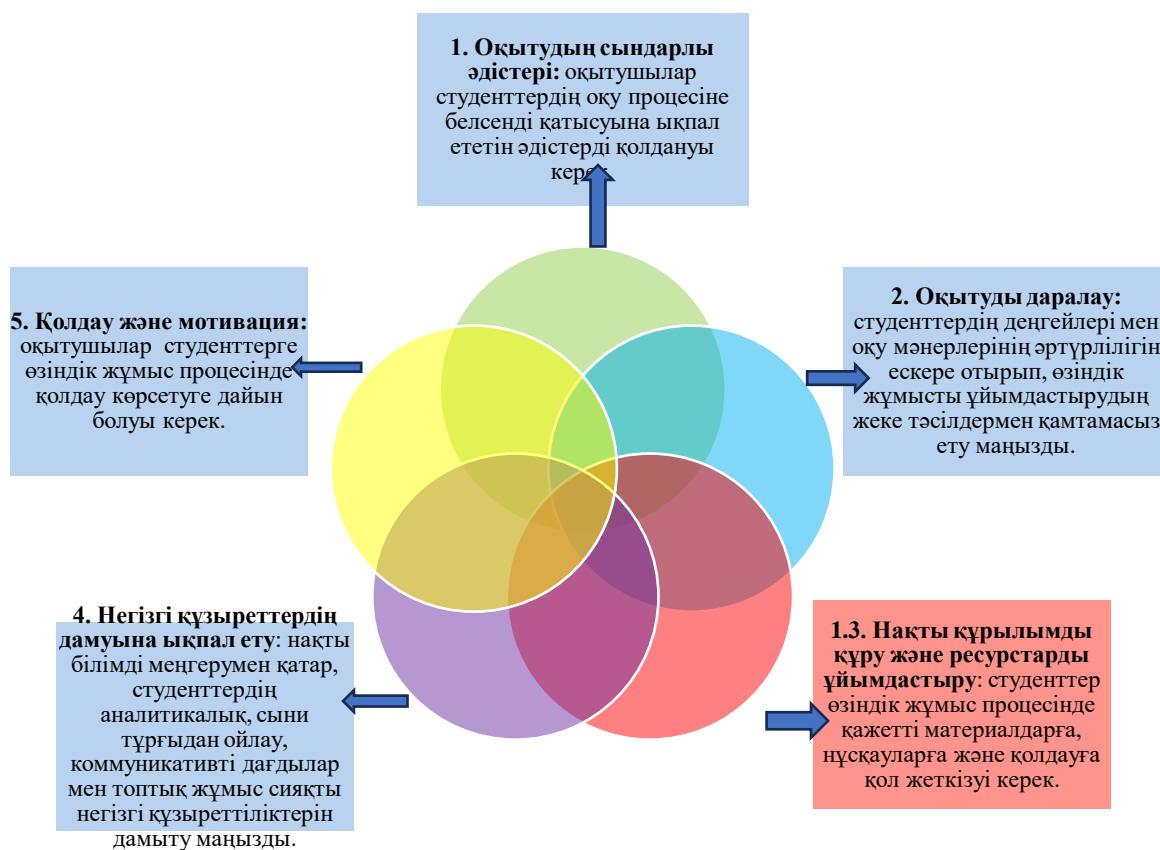 1. Оқытудың сындарлы
әдістері: оқытушылар
студенттердің оқу процесіне
белсенді қатысуына ықпал
ететін әдістерді қолдануы
керек.
5. Қолдау және мотивация:
оқытушылар студенттерге
өзіндік жұмыс процесінде
қолдау көрсетуге дайын
болуы керек.
2. Оқытуды даралау:
студенттердің деңгейлері мен
оқу мәнерлерінің әртүрлілігін
ескере отырып, өзіндік
жұмысты ұйымдастырудың
жеке тәсілдермен қамтамасыз
ету маңызды.
4. Негізгі құзыреттердің
дамуына ықпал ету: нақты
білімді меңгерумен қатар,
студенттердің
аналитикалық, сыни
тұрғыдан ойлау,
коммуникативті дағдылар
мен топтық жұмыс сияқты
негізгі құзыреттіліктерін
дамыту маңызды.
1.3. Нақты құрылымды
құру және ресурстарды
ұйымдастыру: студенттер
өзіндік жұмыс процесінде
қажетті материалдарға,
нұсқауларға және қолдауға
қол жеткізуі керек.